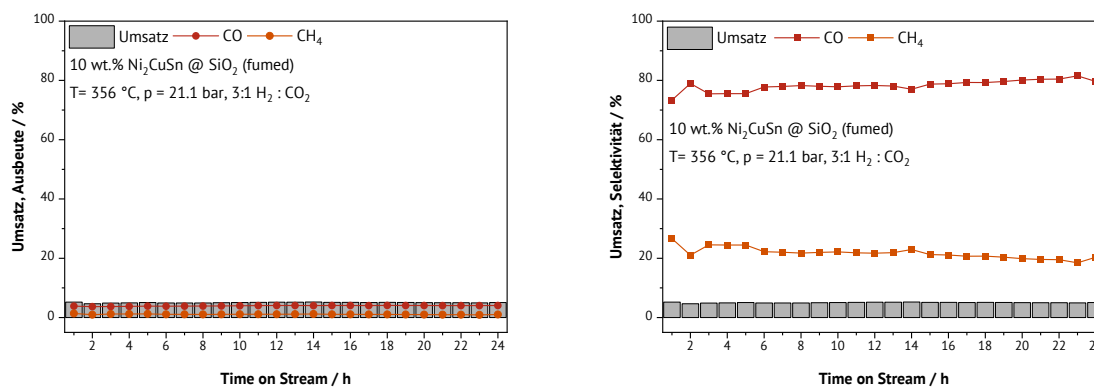 100
80
60
40
20
0
Umsatz, Ausbeute / %
Umsatz CO CH₄
10 wt.% Ni₂CuSn @ SiO₂ (fumed)
T= 356 °C, p = 21.1 bar, 3:1 H₂ : CO₂
2 4 6 8 10 12 14 16 18 20 22 24
Time on Stream / h
100
80
60
40
20
0
Umsatz, Selektivität / %
Umsatz CO CH₄
10 wt.% Ni₂CuSn @ SiO₂ (fumed)
T= 356 °C, p = 21.1 bar, 3:1 H₂ : CO₂
2 4 6 8 10 12 14 16 18 20 22 24
Time on Stream / h